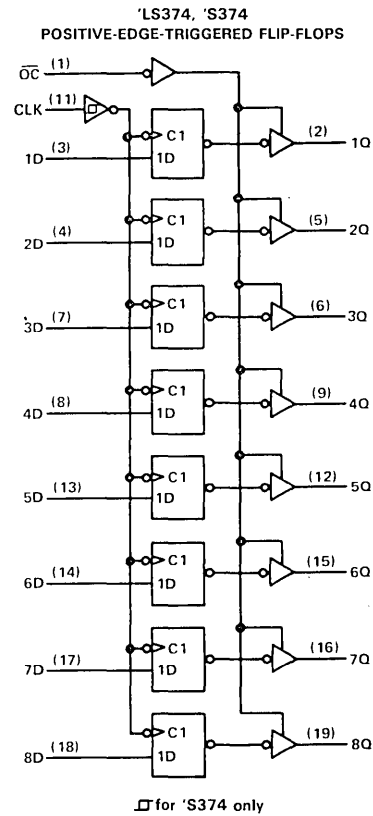 'LS374, 'S374
POSITIVE-EDGE-TRIGGERED FLIP-FLOPS
OC (1)
CLK (11)
C1
1D
1D (3)
(2) 1Q
C1
1D
2D (4)
(5) 2Q
C1
1D
3D (7)
(6) 3Q
C1
1D
4D (8)
(9) 4Q
C1
1D
5D (13)
(12) 5Q
C1
1D
6D (14)
(15) 6Q
C1
1D
7D (17)
(16) 7Q
C1
1D
8D (18)
(19) 8Q
for 'S374 only